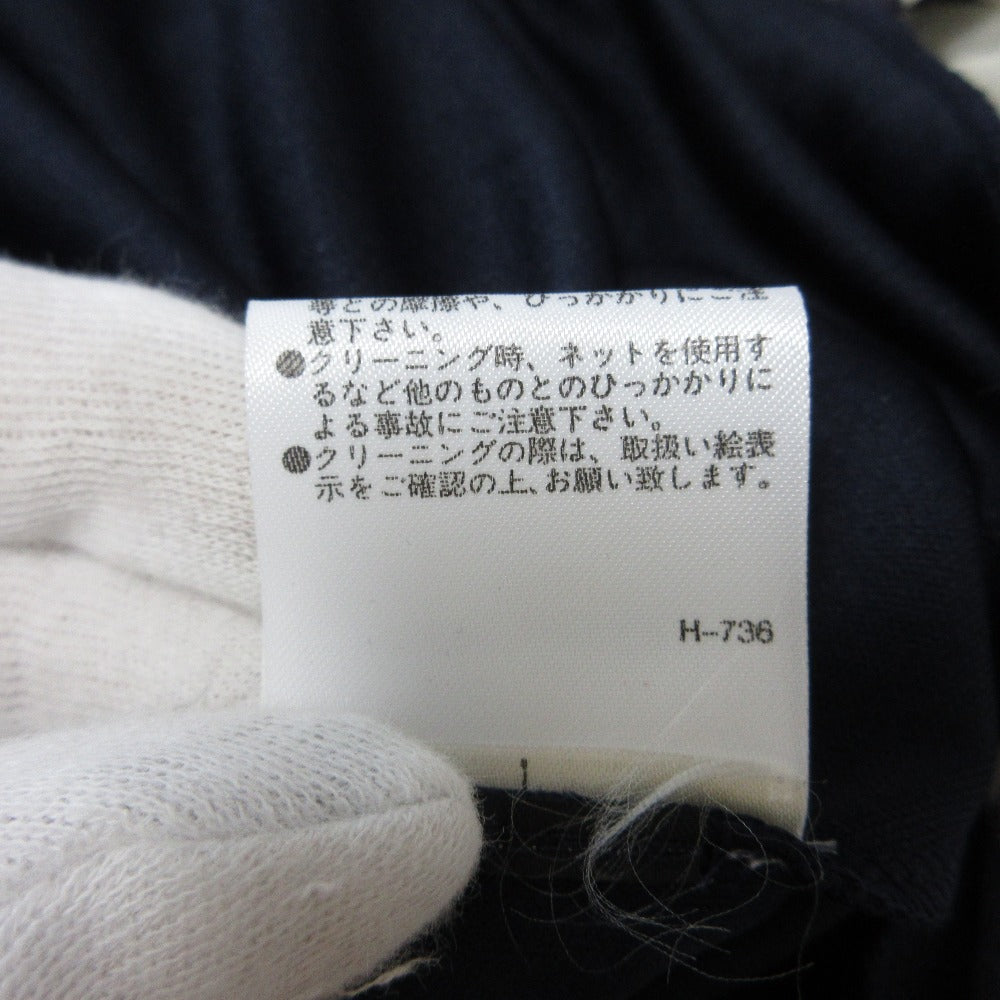 等との摩擦や、ひっかかりにご注
意下さい。
●クリーニング時、ネットを使用す
るなど他のものとのひっかかりに
よる事故にご注意下さい。
●クリーニングの際は、取扱い絵表
示をご確認の上、お願い致します。
H-736